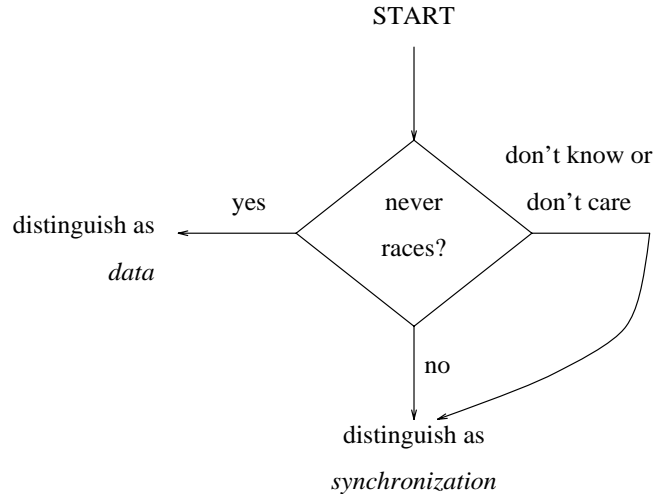 START
don't know or
don't care
yes
never
races?
distinguish as
data
no
distinguish as
synchronization